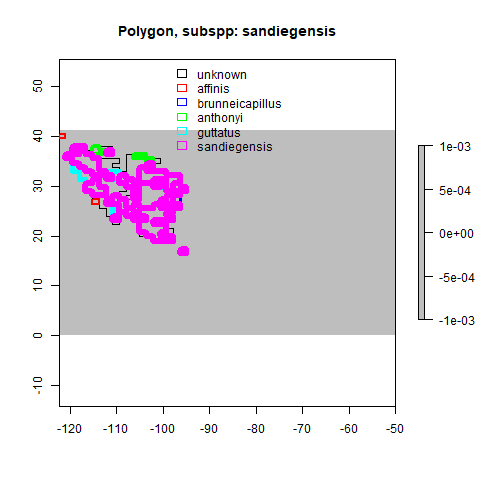 Polygon, subspp: sandiegensis
unknown
affinis
brunneicapillus
anthonyi
guttatus
sandiegensis
50
40
30
20
10
0
-10
-120
-110
-100
-90
-80
-70
-60
-50
1e-03
5e-04
0e+00
-5e-04
-1e-03